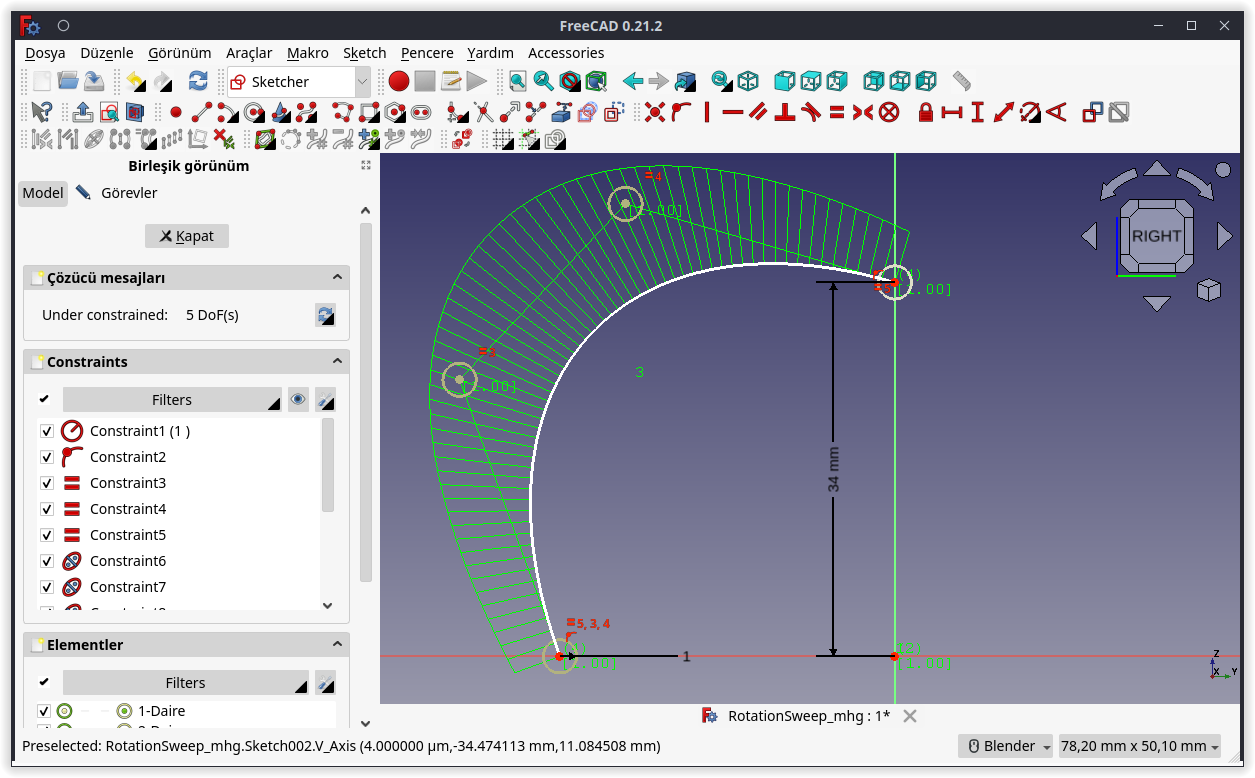 FreeCAD 0.21.2
Dosya Düzenle Görünüm Araçlar Makro Sketch Pencere Yardım Accessories
Sketcher
Birleşik görünüm
Model Görevler
Kapat
Çözücü mesajları
Under constrained: 5 DoF(s)
Constraints
Filters
Constraint1 (1 )
Constraint2
Constraint3
Constraint4
Constraint5
Constraint6
Constraint7
Elementler
Filters
1-Daire
4
3
[1.00]
34 mm
5, 3, 4
1
RIGHT
Z
X Y
RotationSweep_mhg : 1*
Preselected: RotationSweep_mhg.Sketch002.V_Axis (4.000000 µm,-34.474113 mm,11.084508 mm)
Blender
78,20 mm x 50,10 mm